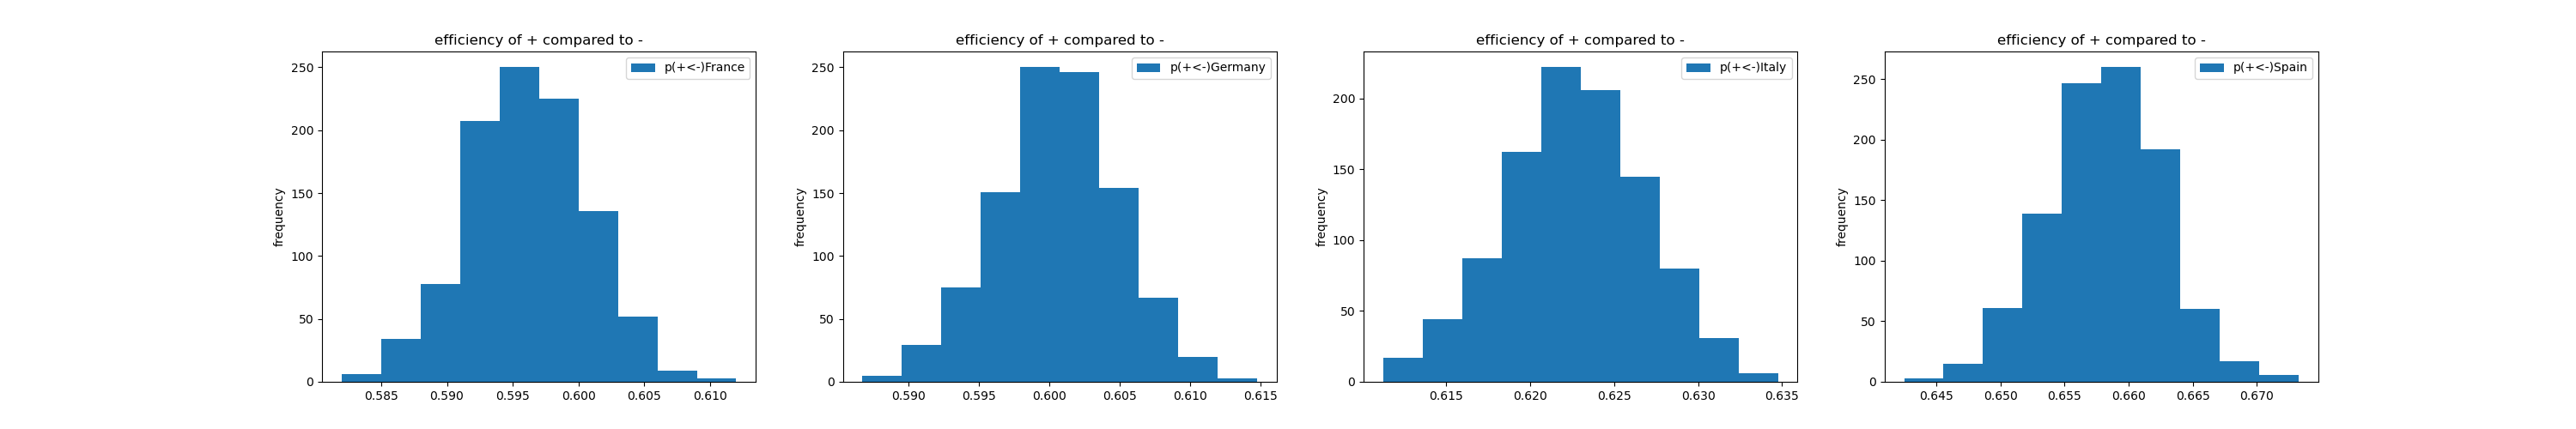 efficiency of + compared to -
p(+<-)France
frequency
250
200
150
100
50
0
0.585 0.590 0.595 0.600 0.605 0.610
efficiency of + compared to -
p(+<-)Germany
frequency
250
200
150
100
50
0
0.590 0.595 0.600 0.605 0.610 0.615
efficiency of + compared to -
p(+<-)Italy
frequency
200
150
100
50
0
0.615 0.620 0.625 0.630 0.635
efficiency of + compared to -
p(+<-)Spain
frequency
250
200
150
100
50
0
0.645 0.650 0.655 0.660 0.665 0.670